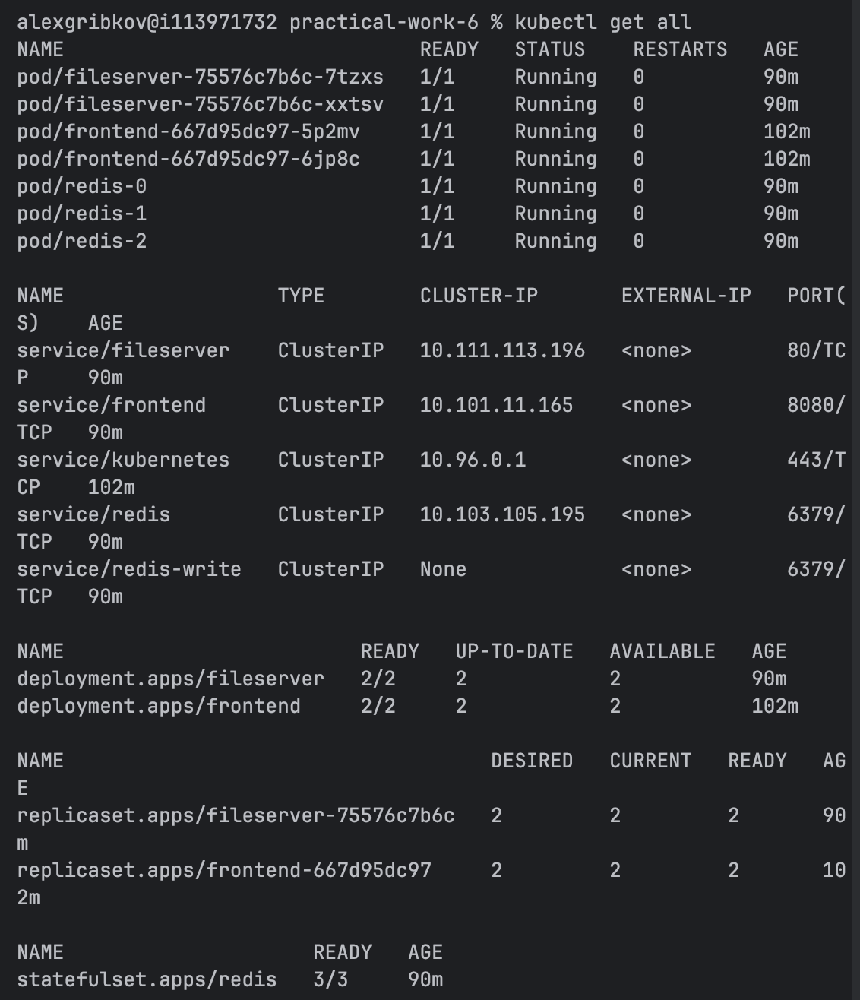 alexgribkov@i113971732 practical-work-6 % kubectl get all
NAME                              READY   STATUS    RESTARTS   AGE
pod/fileserver-75576c7b6c-7tzxs   1/1     Running   0          90m
pod/fileserver-75576c7b6c-xxtsv   1/1     Running   0          90m
pod/frontend-667d95dc97-5p2mv     1/1     Running   0          102m
pod/frontend-667d95dc97-6jp8c     1/1     Running   0          102m
pod/redis-0                       1/1     Running   0          90m
pod/redis-1                       1/1     Running   0          90m
pod/redis-2                       1/1     Running   0          90m

NAME                  TYPE        CLUSTER-IP       EXTERNAL-IP   PORT(
S)    AGE
service/fileserver    ClusterIP   10.111.113.196   <none>        80/TC
P     90m
service/frontend      ClusterIP   10.101.11.165    <none>        8080/
TCP   90m
service/kubernetes    ClusterIP   10.96.0.1        <none>        443/T
CP    102m
service/redis         ClusterIP   10.103.105.195   <none>        6379/
TCP   90m
service/redis-write   ClusterIP   None             <none>        6379/
TCP   90m

NAME                         READY   UP-TO-DATE   AVAILABLE   AGE
deployment.apps/fileserver   2/2     2            2           90m
deployment.apps/frontend     2/2     2            2           102m

NAME                                    DESIRED   CURRENT   READY   AG
E
replicaset.apps/fileserver-75576c7b6c   2         2         2       90
m
replicaset.apps/frontend-667d95dc97     2         2         2       10
2m

NAME                     READY   AGE
statefulset.apps/redis   3/3     90m